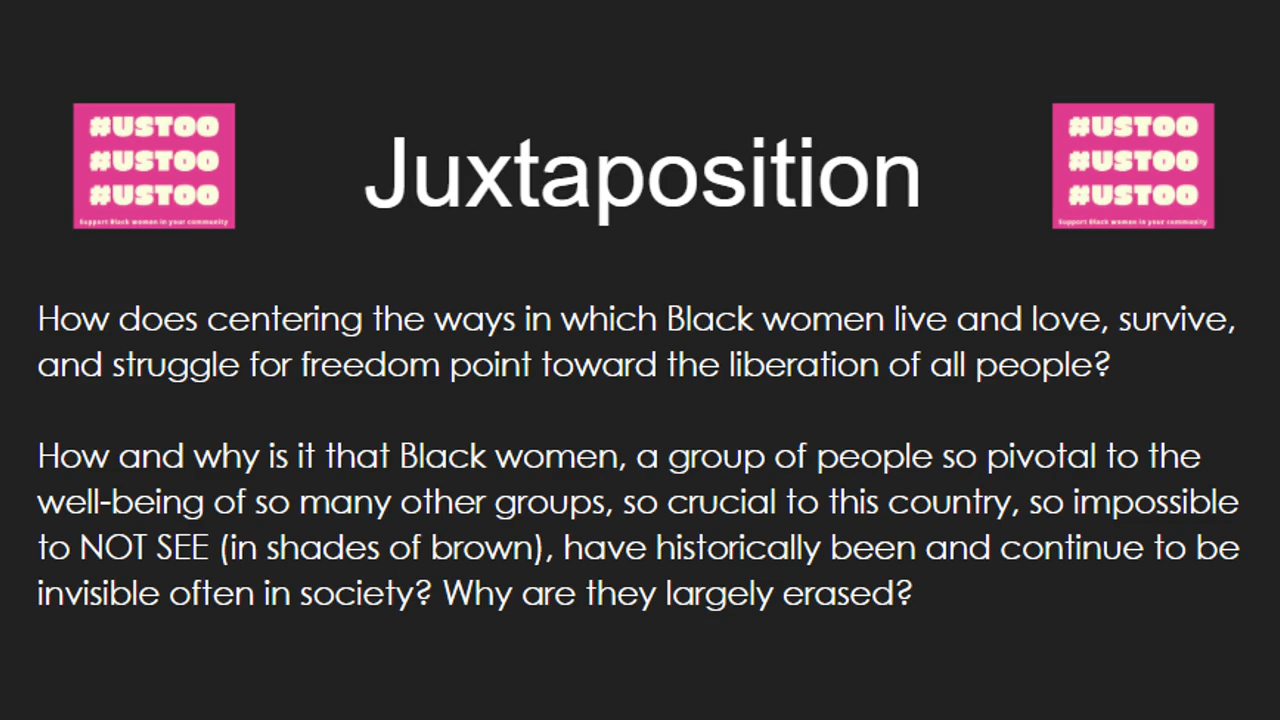 #USTOO
#USTOO
#USTOO
Support Black women in your community
Juxtaposition
#USTOO
#USTOO
#USTOO
Support Black women in your community
How does centering the ways in which Black women live and love, survive,
and struggle for freedom point toward the liberation of all people?
How and why is it that Black women, a group of people so pivotal to the
well-being of so many other groups, so crucial to this country, so impossible
to NOT SEE (in shades of brown), have historically been and continue to be
invisible often in society? Why are they largely erased?